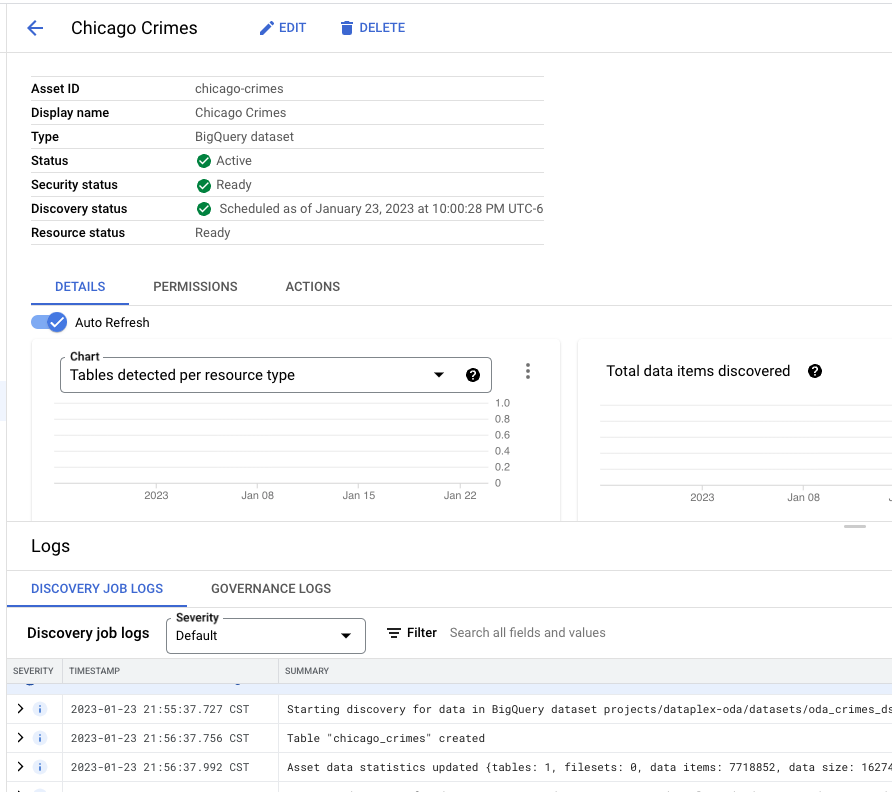 Chicago Crimes EDIT DELETE
Asset ID chicago-crimes
Display name Chicago Crimes
Type BigQuery dataset
Status Active
Security status Ready
Discovery status Scheduled as of January 23, 2023 at 10:00:28 PM UTC-6
Resource status Ready
DETAILS PERMISSIONS ACTIONS
Auto Refresh
Chart
Tables detected per resource type
1.0
0.8
0.6
0.4
0.2
0
2023 Jan 08 Jan 15 Jan 22
Total data items discovered
2023 Jan 08
Logs
DISCOVERY JOB LOGS GOVERNANCE LOGS
Discovery job logs
Severity
Default
Filter Search all fields and values
SEVERITY TIMESTAMP SUMMARY
2023-01-23 21:55:37.727 CST Starting discovery for data in BigQuery dataset projects/dataplex-oda/datasets/oda_crimes_ds
2023-01-23 21:56:37.756 CST Table "chicago_crimes" created
2023-01-23 21:56:37.992 CST Asset data statistics updated {tables: 1, filesets: 0, data items: 7718852, data size: 16274